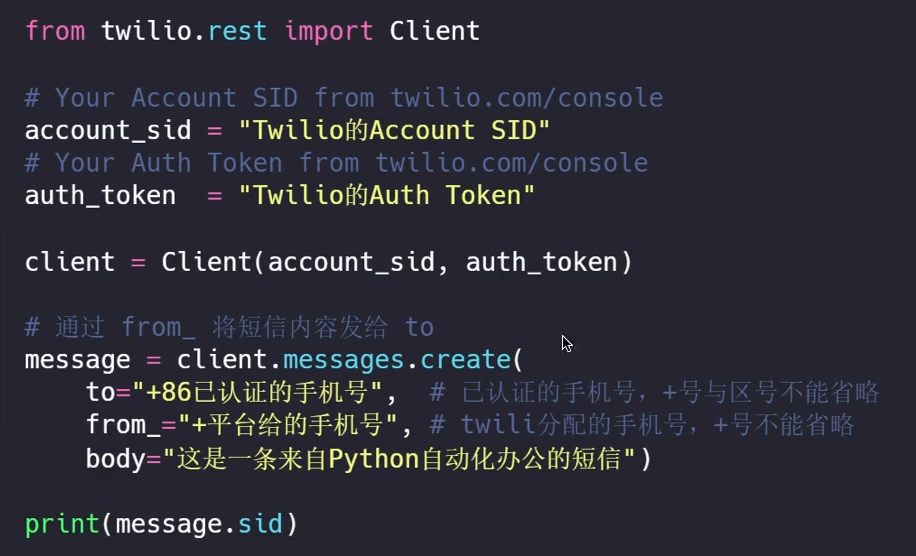 from twilio.rest import Client
# Your Account SID from twilio.com/console
account_sid = "Twilio的Account SID"
# Your Auth Token from twilio.com/console
auth_token  = "Twilio的Auth Token"
client = Client(account_sid, auth_token)
# 通过 from_ 将短信内容发给 to
message = client.messages.create(
    to="+86已认证的手机号",  # 已认证的手机号，+号与区号不能省略
    from_="+平台给的手机号", # twili分配的手机号，+号不能省略
    body="这是一条来自Python自动化办公的短信")
print(message.sid)